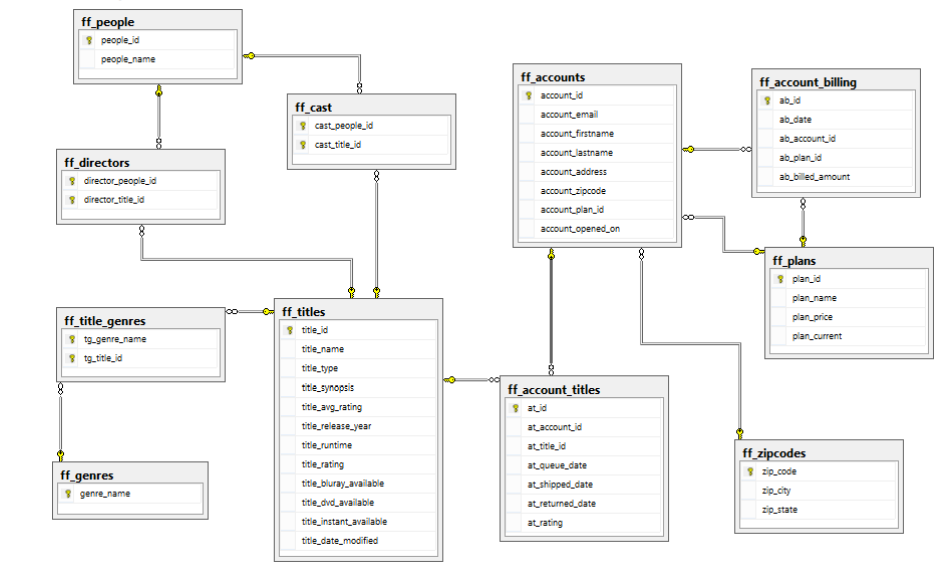 ff_people
people_id
people_name
ff_cast
cast_people_id
cast_title_id
ff_directors
director_people_id
director_title_id
ff_title_genres
tg_genre_name
tg_title_id
ff_genres
genre_name
ff_titles
title_id
title_name
title_type
title_synopsis
title_avg_rating
title_release_year
title_runtime
title_rating
title_bluray_available
title_dvd_available
title_instant_available
title_date_modified
ff_accounts
account_id
account_email
account_firstname
account_lastname
account_address
account_zipcode
account_plan_id
account_opened_on
ff_account_billing
ab_id
ab_date
ab_account_id
ab_plan_id
ab_billed_amount
ff_plans
plan_id
plan_name
plan_price
plan_current
ff_account_titles
at_id
at_account_id
at_title_id
at_queue_date
at_shipped_date
at_returned_date
at_rating
ff_zipcodes
zip_code
zip_city
zip_state